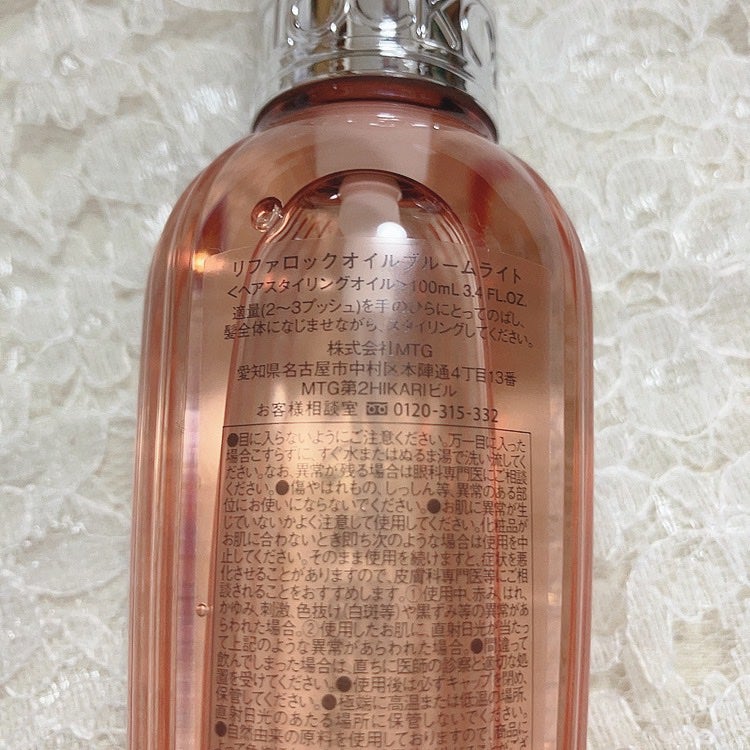 リファロックオイルブルームライト
<ヘアスタイリングオイル>100mL 3.4 FL.OZ.
適量(2〜3プッシュ)を手のひらにとってのばし、
髪全体になじませながら、スタイリングしてください。
株式会社MTG
愛知県名古屋市中村区本陣通4丁目13番
MTG第2HIKARIビル
お客様相談室 0120-315-332
●目に入らないようにご注意ください。万一目に入った
場合こすらずに、すぐ水またはぬるま湯で洗い流してく
ださい。なお、異常が残る場合は眼科専門医にご相談
ください。●傷やはれもの、しっしん等、異常のある部
位にお使いにならないでください。●お肌に異常が生
じていないかよく注意して使用してください。化粧品が
お肌に合わないとき即ち次のような場合は使用を中
止してください。そのまま使用を続けますと、症状を悪
化させることがありますので、皮膚科専門医等にご相
談されることをおすすめします。①使用中、赤み、はれ、
かゆみ、刺激、色抜け(白斑等)や黒ずみ等の異常があ
らわれた場合。②使用したお肌に、直射日光が当たっ
て上記のような異常があらわれた場合。●間違って
飲んでしまった場合は、直ちに医師の診察と適切な処
置を受けてください。●使用後は必ずキャップを閉め、
保管してください。●極端に高温または低温の場所、
直射日光のあたる場所に保管しないでください。
●自然由来の原料を使用しております。商品に